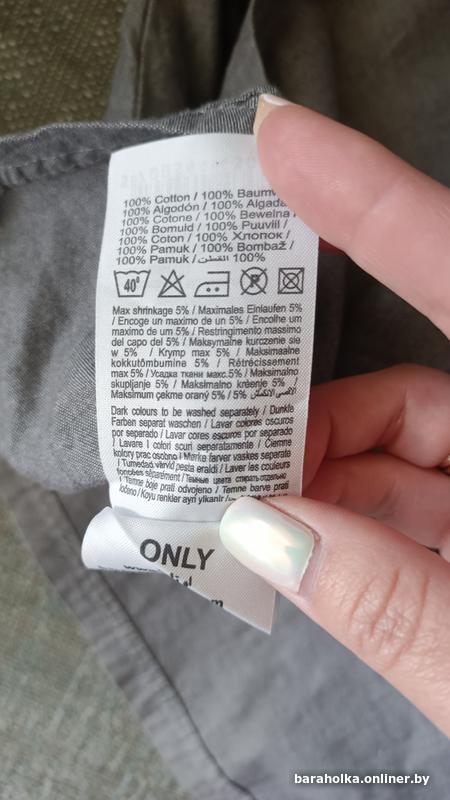 100% Cotton / 100% Baumw
100% Algodón / 100% Algodã
100% Cotone / 100% Bewełna
100% Bomuld / 100% Puuvill /
100% Coton / 100% Хлопок /
100% Pamuk / 100% Bombaž /
100% Pamuk / القطن 100%
40°
Max shrinkage 5% / Maximales Einlaufen 5%
/ Encoge un maximo de un 5% / Encolhe um
maximo de um 5% / Restringimento massimo
del capo del 5% / Maksymalne kurczenie sie
w 5% / Krymp max 5% / Maksimaalne
kokkutõmbumine 5% / Rétrécissement
max 5% / Усадка ткани макс.5% / Maksimalno
skupljanje 5% / Maksimalno krčenje 5% /
Maksimum çekme oranı 5% / 5%
Dark colours to be washed separately / Dunkle
Farben separat waschen / Lavar colores oscuros
por separado / Lavar cores escuros por separado
/ Lavare i colori scuri separatamente / Ciemne
kolory prac osobno / Mørke farver vaskes separate
/ Tumedad värvid pesta eraldi / Laver les couleurs
foncées séparément / Темные цвета стирать отдельно
/ Tamne boje prati odvojeno / Temne barve prati
ločeno / Koyu renkler ayrı yıkanır /
ONLY
baraholka.onliner.by